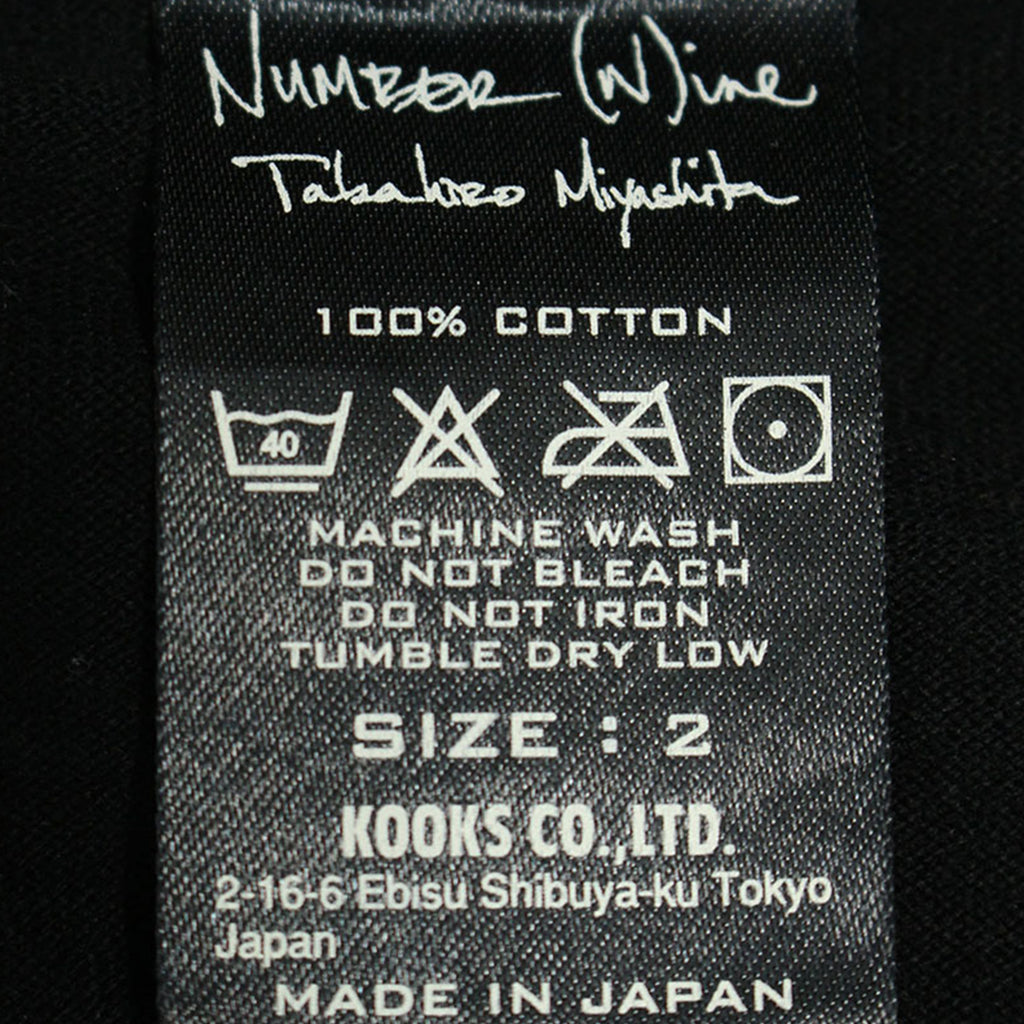 NUMBER (N)ine
Takahiro Miyashita
100% COTTON
40
MACHINE WASH
DO NOT BLEACH
DO NOT IRON
TUMBLE DRY LOW
SIZE : 2
KOOKS CO.,LTD.
2-16-6 Ebisu Shibuya-ku Tokyo
Japan
MADE IN JAPAN